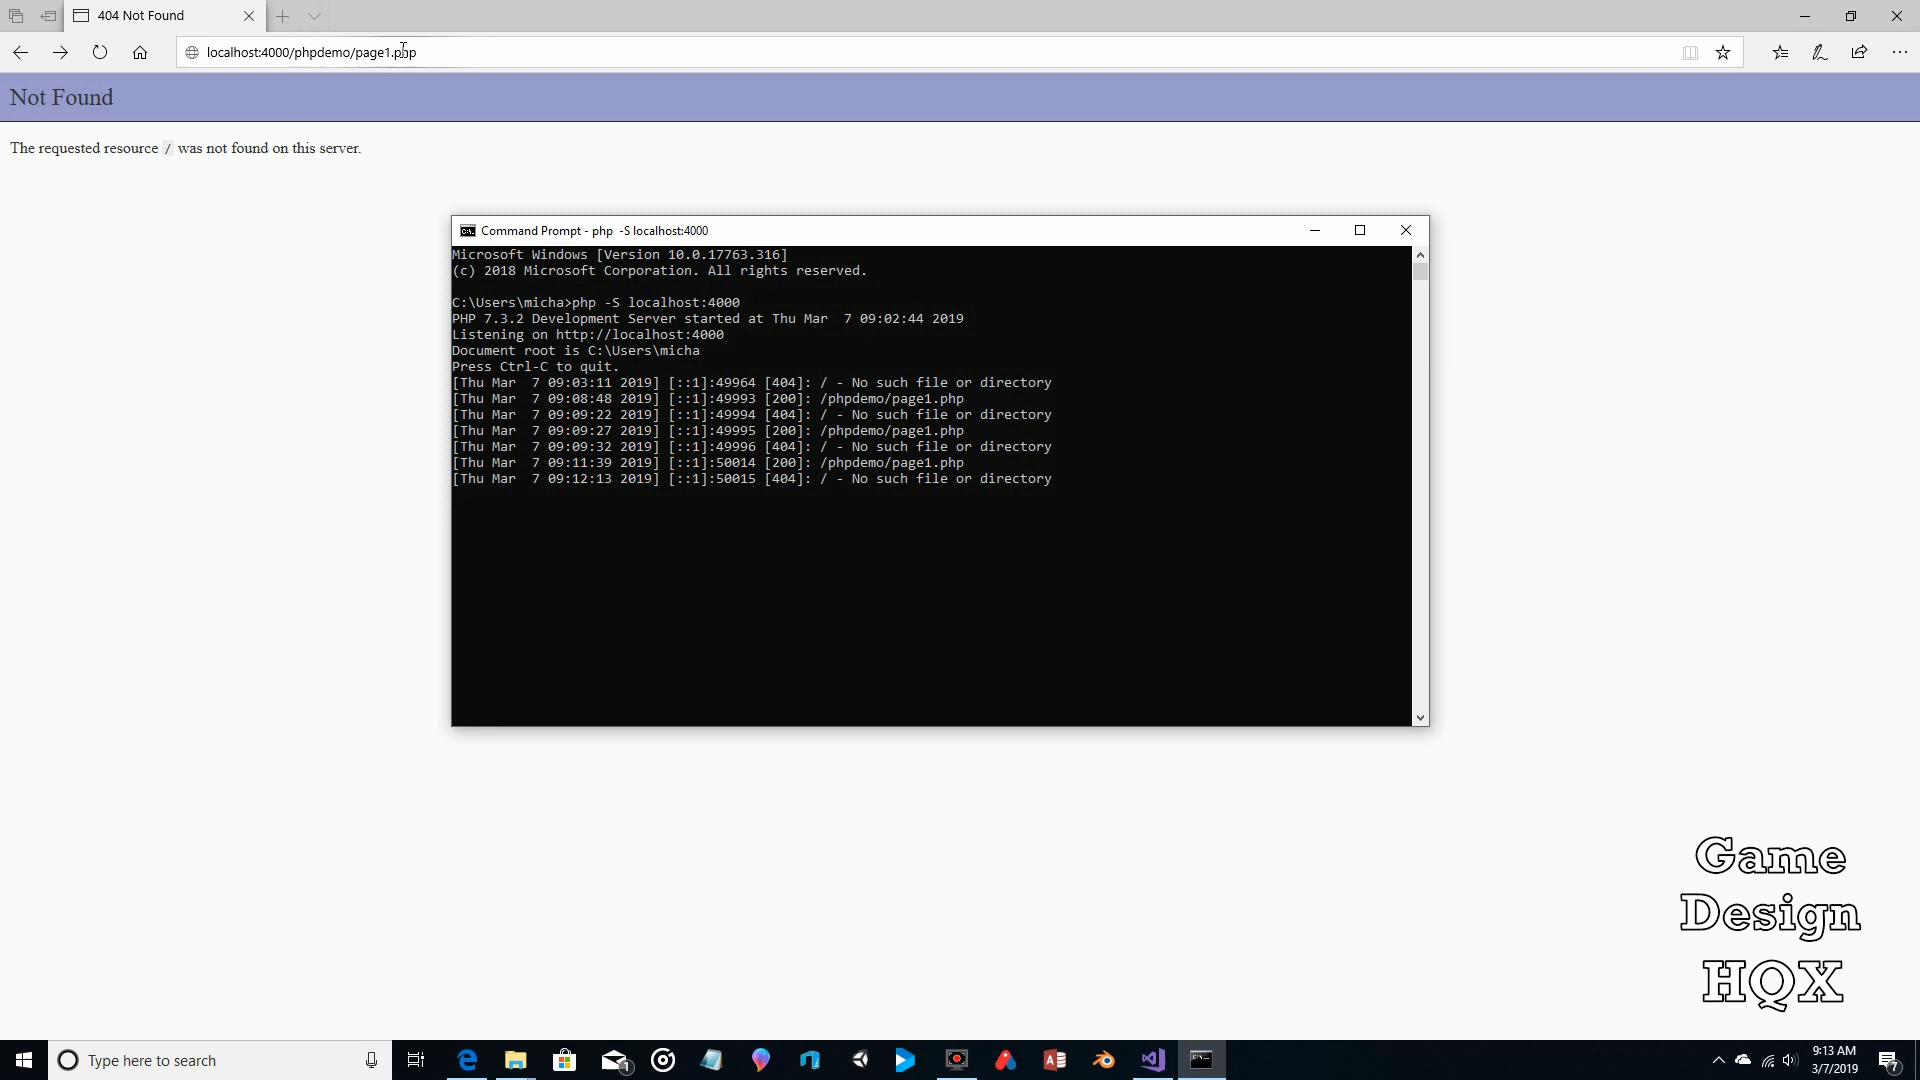 404 Not Found
localhost:4000/phpdemo/page1.php
Not Found
The requested resource / was not found on this server.
Command Prompt - php  -S localhost:4000
Microsoft Windows [Version 10.0.17763.316]
(c) 2018 Microsoft Corporation. All rights reserved.
C:\Users\micha>php -S localhost:4000
PHP 7.3.2 Development Server started at Thu Mar  7 09:02:44 2019
Listening on http://localhost:4000
Document root is C:\Users\micha
Press Ctrl-C to quit.
[Thu Mar  7 09:03:11 2019] [::1]:49964 [404]: / - No such file or directory
[Thu Mar  7 09:08:48 2019] [::1]:49993 [200]: /phpdemo/page1.php
[Thu Mar  7 09:09:22 2019] [::1]:49994 [404]: / - No such file or directory
[Thu Mar  7 09:09:27 2019] [::1]:49995 [200]: /phpdemo/page1.php
[Thu Mar  7 09:09:32 2019] [::1]:49996 [404]: / - No such file or directory
[Thu Mar  7 09:11:39 2019] [::1]:50014 [200]: /phpdemo/page1.php
[Thu Mar  7 09:12:13 2019] [::1]:50015 [404]: / - No such file or directory
Game
Design
HQX
Type here to search
1
9:13 AM
3/7/2019
7